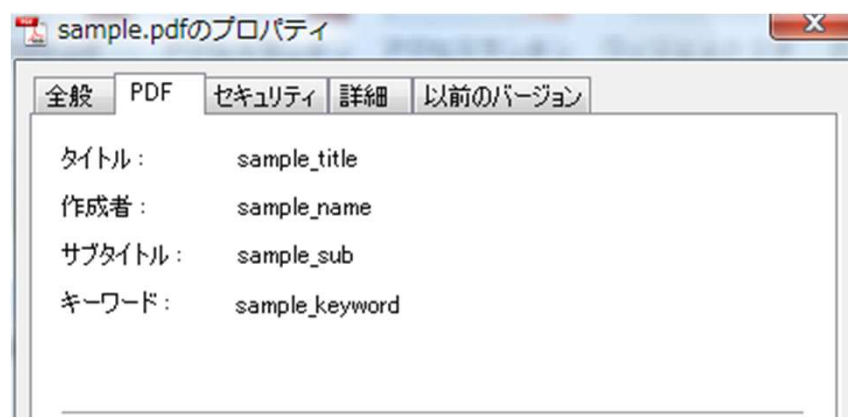 sample.pdfのプロパティ
全般 PDF セキュリティ 詳細 以前のバージョン
タイトル： sample_title
作成者： sample_name
サブタイトル： sample_sub
キーワード： sample_keyword